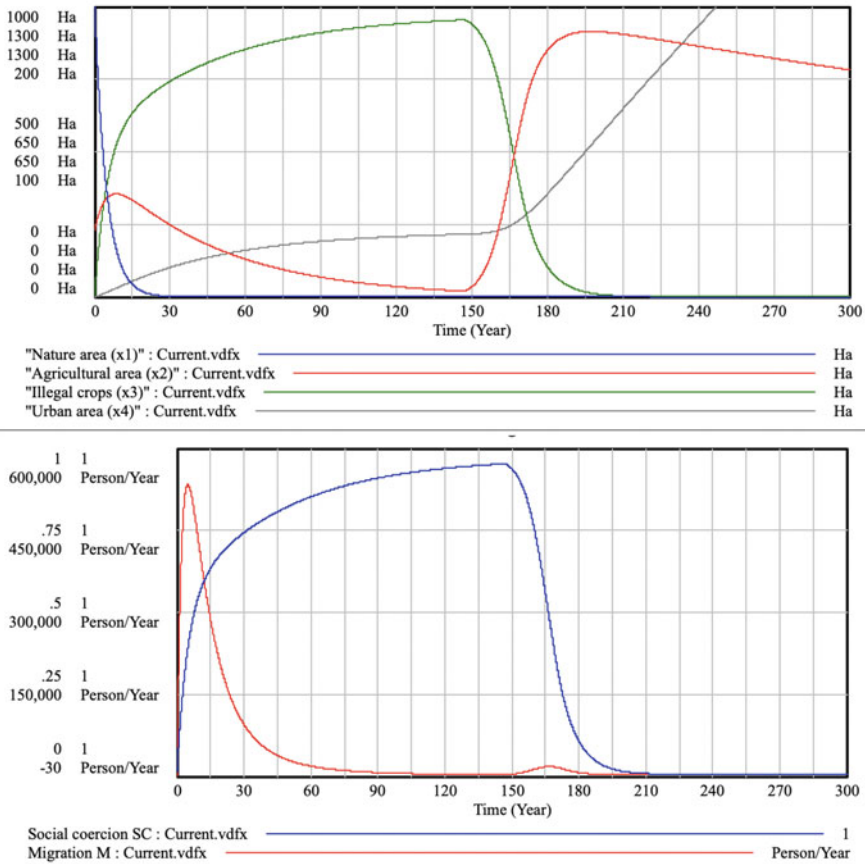 1000 Ha
1300 Ha
1300 Ha
200 Ha
500 Ha
650 Ha
650 Ha
100 Ha
0 Ha
0 Ha
0 Ha
0 Ha
0 30 60 90 120 150 180 210 240 270 300
Time (Year)
"Nature area (x1)" : Current.vdfx Ha
"Agricultural area (x2)" : Current.vdfx Ha
"Illegal crops (x3)" : Current.vdfx Ha
"Urban area (x4)" : Current.vdfx Ha
1 1
600,000 Person/Year
.75 1
450,000 Person/Year
.5 1
300,000 Person/Year
.25 1
150,000 Person/Year
0 1
-30 Person/Year
0 30 60 90 120 150 180 210 240 270 300
Time (Year)
Social coercion SC : Current.vdfx 1
Migration M : Current.vdfx Person/Year